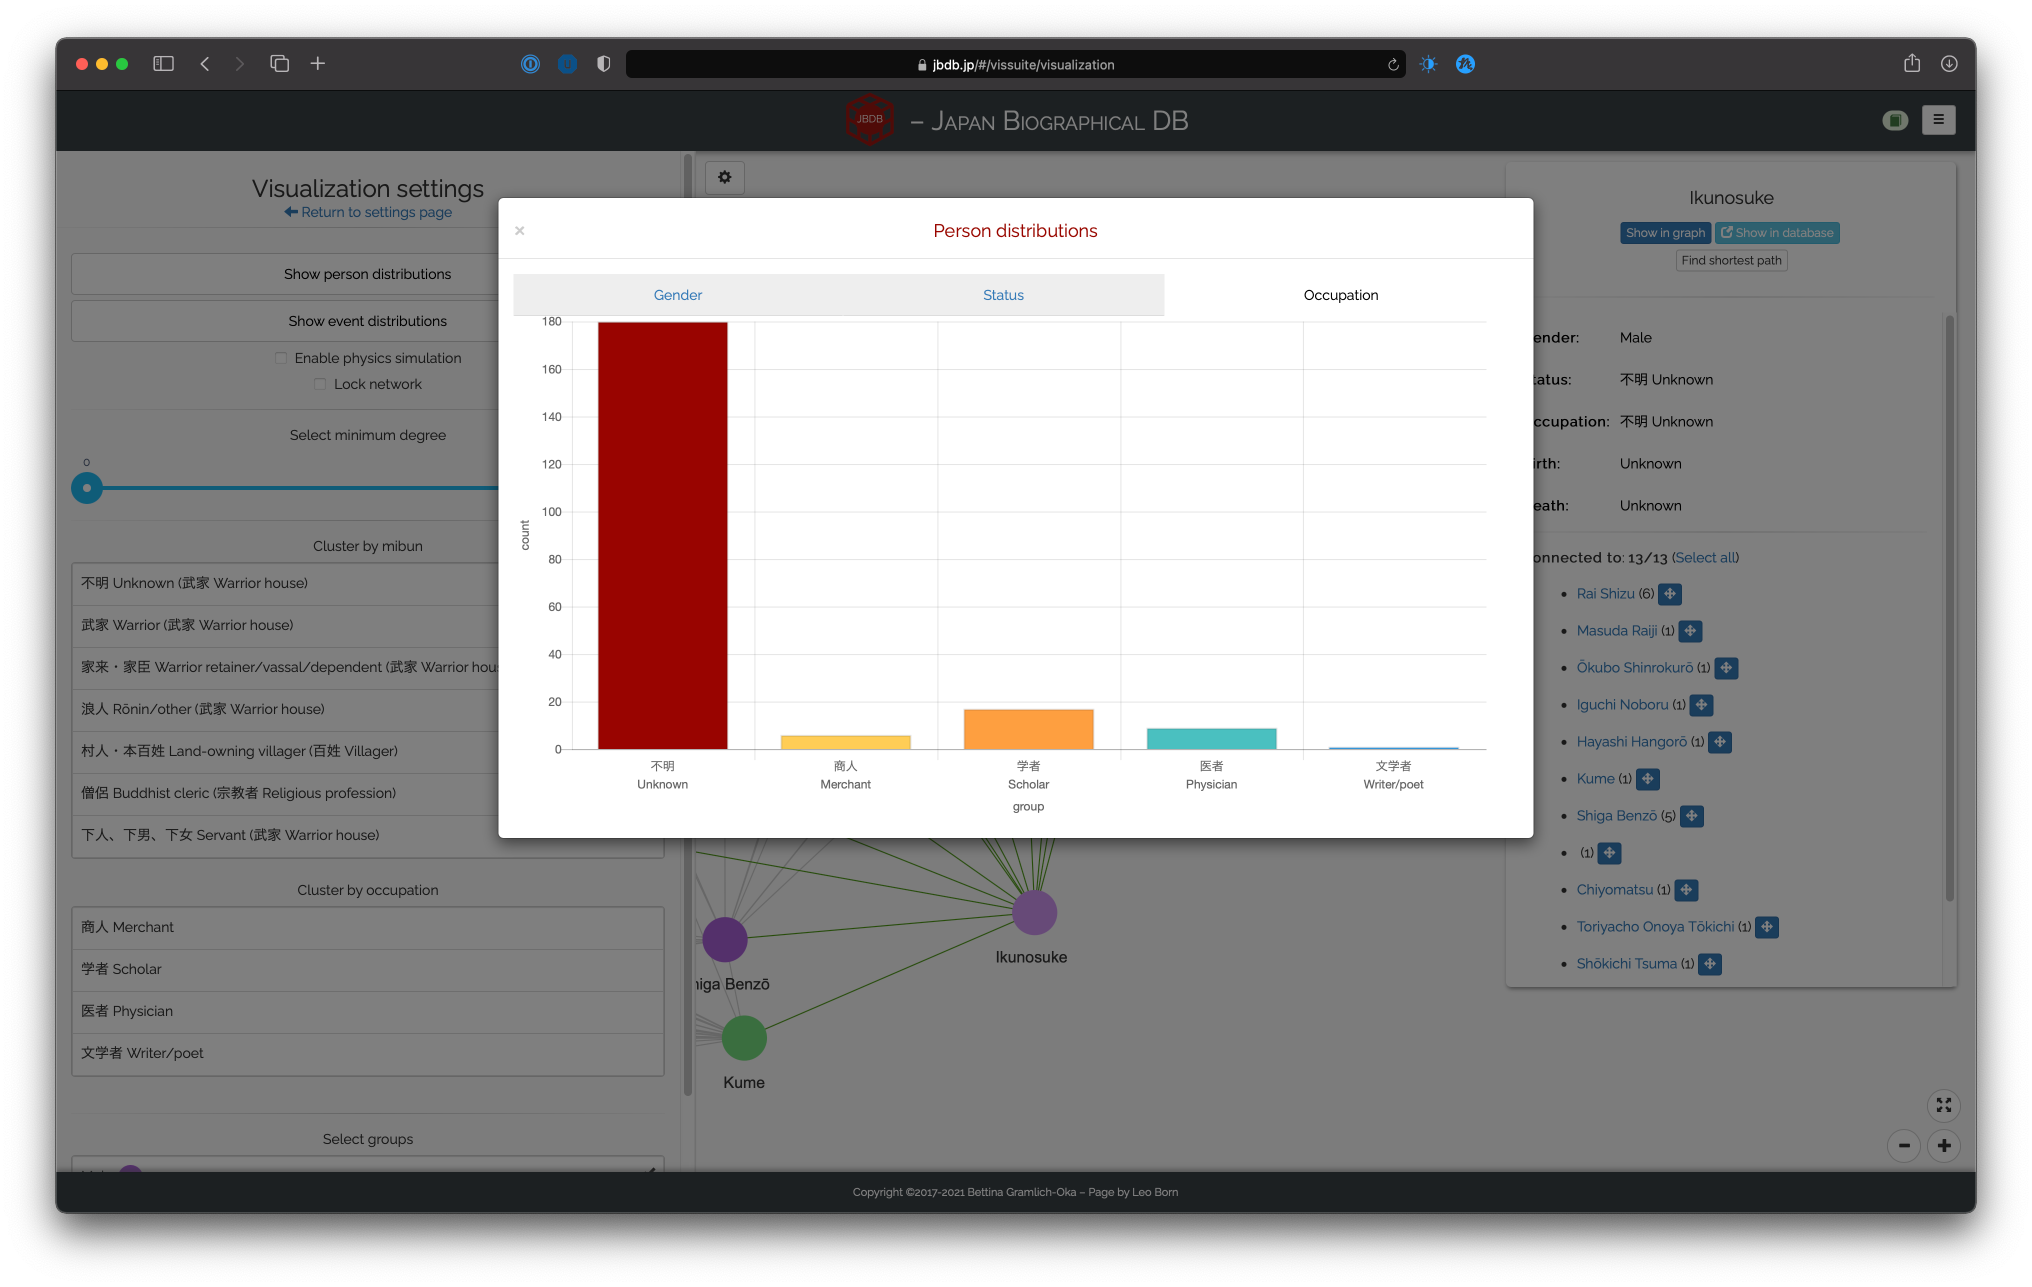 jbdb.jp/#/vissuite/visualization
JBDB
– Japan Biographical DB
Visualization settings
Return to settings page
Show person distributions
Show event distributions
Enable physics simulation
Lock network
Select minimum degree
0
Cluster by mibun
不明 Unknown (武家 Warrior house)
武家 Warrior (武家 Warrior house)
家来・家臣 Warrior retainer/vassal/dependent (武家 Warrior hou
浪人 Rōnin/other (武家 Warrior house)
村人・本百姓 Land-owning villager (百姓 Villager)
僧侶 Buddhist cleric (宗教者 Religious profession)
下人、下男、下女 Servant (武家 Warrior house)
Cluster by occupation
商人 Merchant
学者 Scholar
医者 Physician
文学者 Writer/poet
Select groups
×
Person distributions
Gender
Status
Occupation
180
160
140
120
100
80
60
40
20
0
count
不明
Unknown
商人
Merchant
学者
Scholar
医者
Physician
文学者
Writer/poet
group
Ikunosuke
higa Benzō
Kume
Ikunosuke
Show in graph
Show in database
Find shortest path
ender: Male
tatus: 不明 Unknown
ccupation: 不明 Unknown
irth: Unknown
eath: Unknown
onnected to: 13/13 (Select all)
Rai Shizu (6)
Masuda Raiji (1)
Ōkubo Shinrokurō (1)
Iguchi Noboru (1)
Hayashi Hangorō (1)
Kume (1)
Shiga Benzō (5)
(1)
Chiyomatsu (1)
Toriyacho Onoya Tōkichi (1)
Shōkichi Tsuma (1)
Copyright ©2017-2021 Bettina Gramlich-Oka – Page by Leo Born